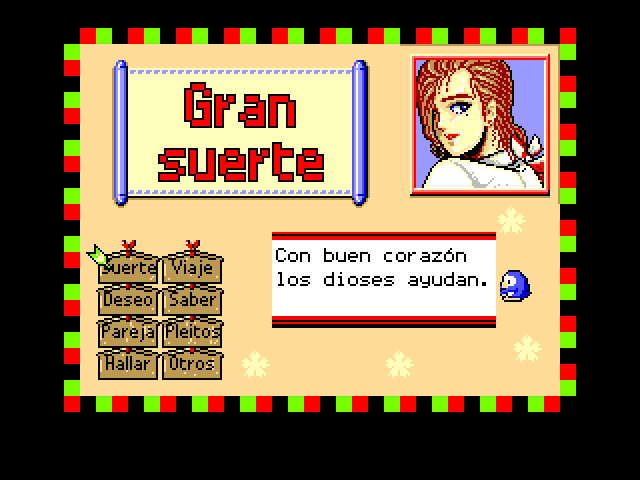 Gran
suerte
Con buen corazón
los dioses ayudan.
Suerte Viaje
Deseo Saber
Pareja Pleitos
Hallar Otros